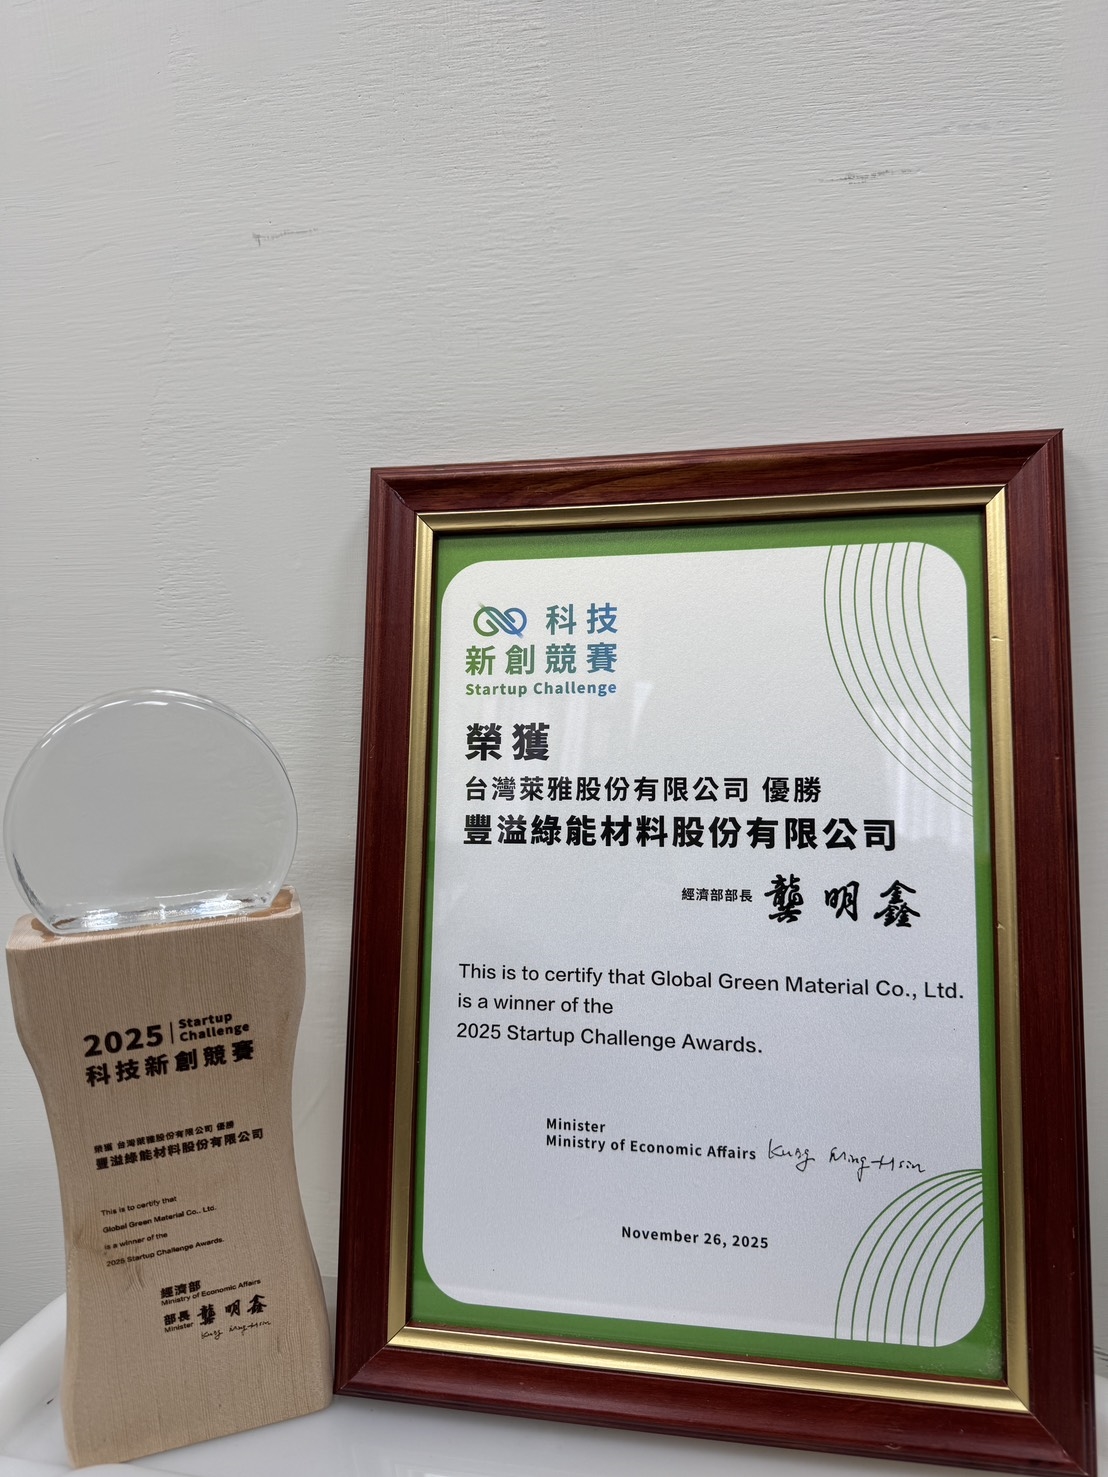 2025 Startup
Challenge
科技新創競賽
榮獲 台灣萊雅股份有限公司 優勝
豐溢綠能材料股份有限公司
This is to certify that
Global Green Material Co., Ltd.
is a winner of the
2025 Startup Challenge Awards.
經濟部
Ministry of Economic Affairs
部長 龔明鑫
Minister Kung Ming-Hsin
科技
新創競賽
Startup Challenge
榮獲
台灣萊雅股份有限公司 優勝
豐溢綠能材料股份有限公司
經濟部部長 龔明鑫
This is to certify that Global Green Material Co., Ltd.
is a winner of the
2025 Startup Challenge Awards.
Minister
Ministry of Economic Affairs Kung Ming-Hsin
November 26, 2025